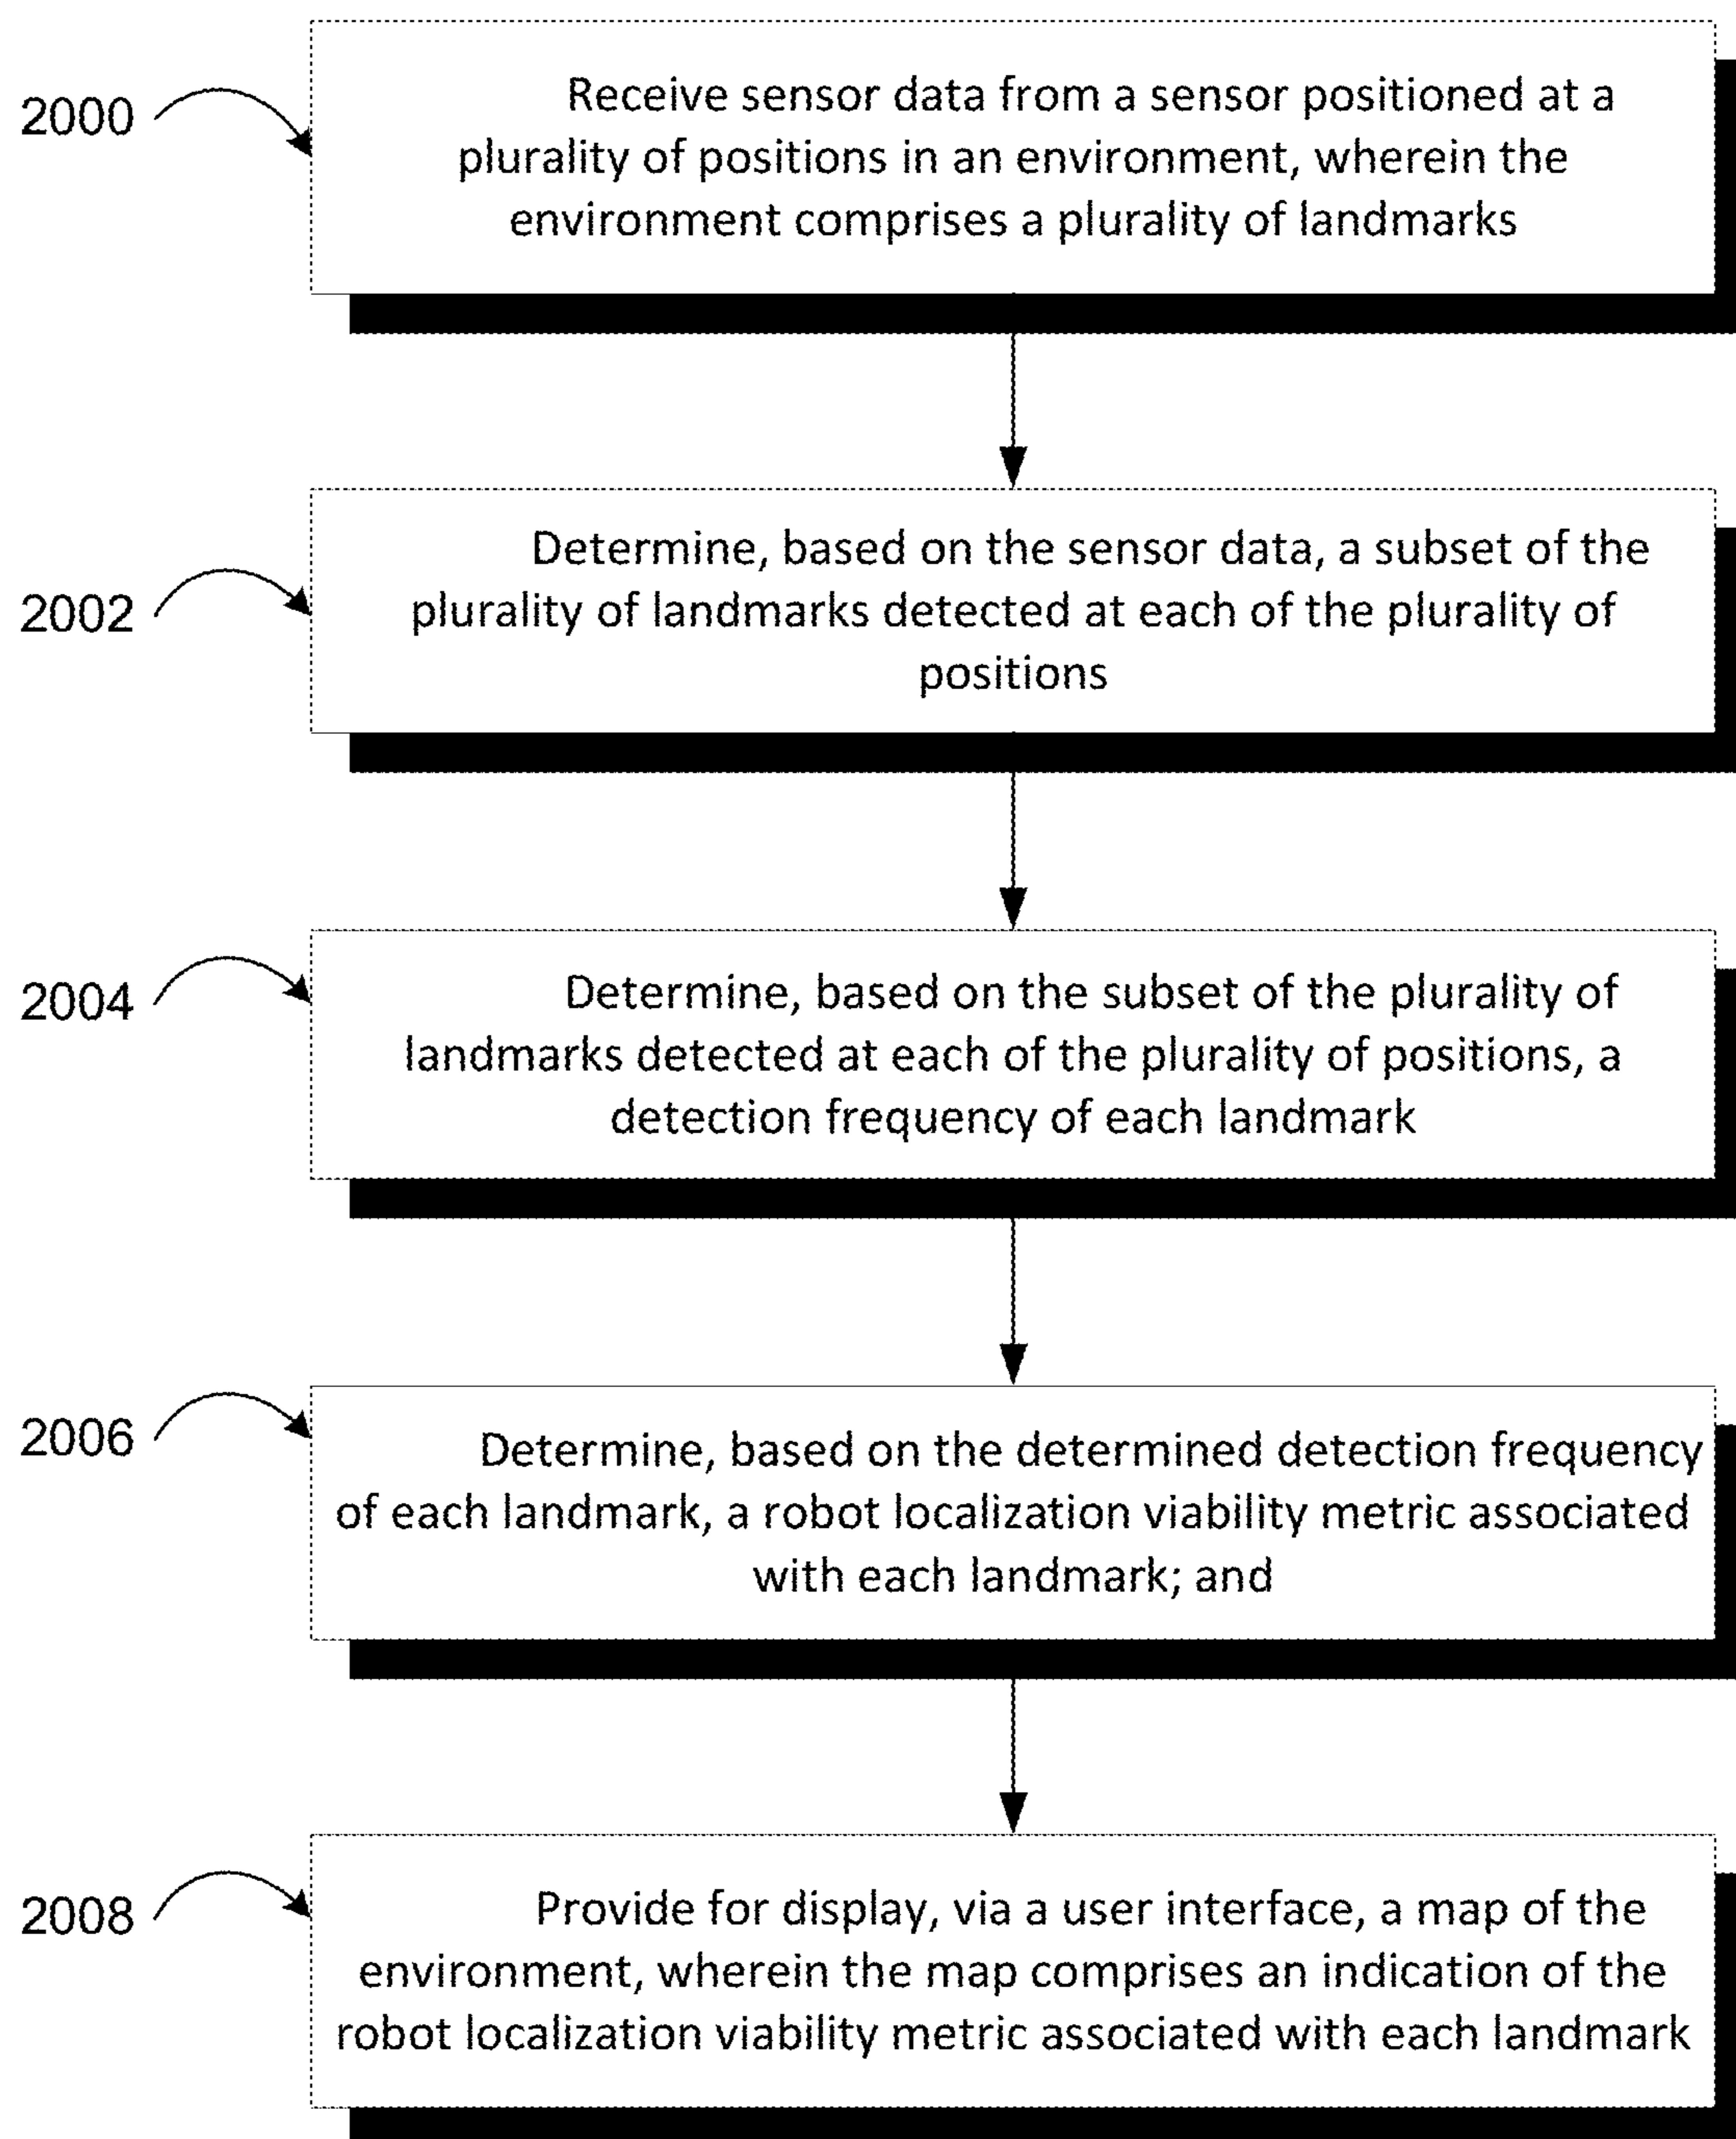 2000
Receive sensor data from a sensor positioned at a
plurality of positions in an environment, wherein the
environment comprises a plurality of landmarks
2002
Determine, based on the sensor data, a subset of the
plurality of landmarks detected at each of the plurality of
positions
2004
Determine, based on the subset of the plurality of
landmarks detected at each of the plurality of positions, a
detection frequency of each landmark
2006
Determine, based on the determined detection frequency
of each landmark, a robot localization viability metric associated
with each landmark; and
2008
Provide for display, via a user interface, a map of the
environment, wherein the map comprises an indication of the
robot localization viability metric associated with each landmark